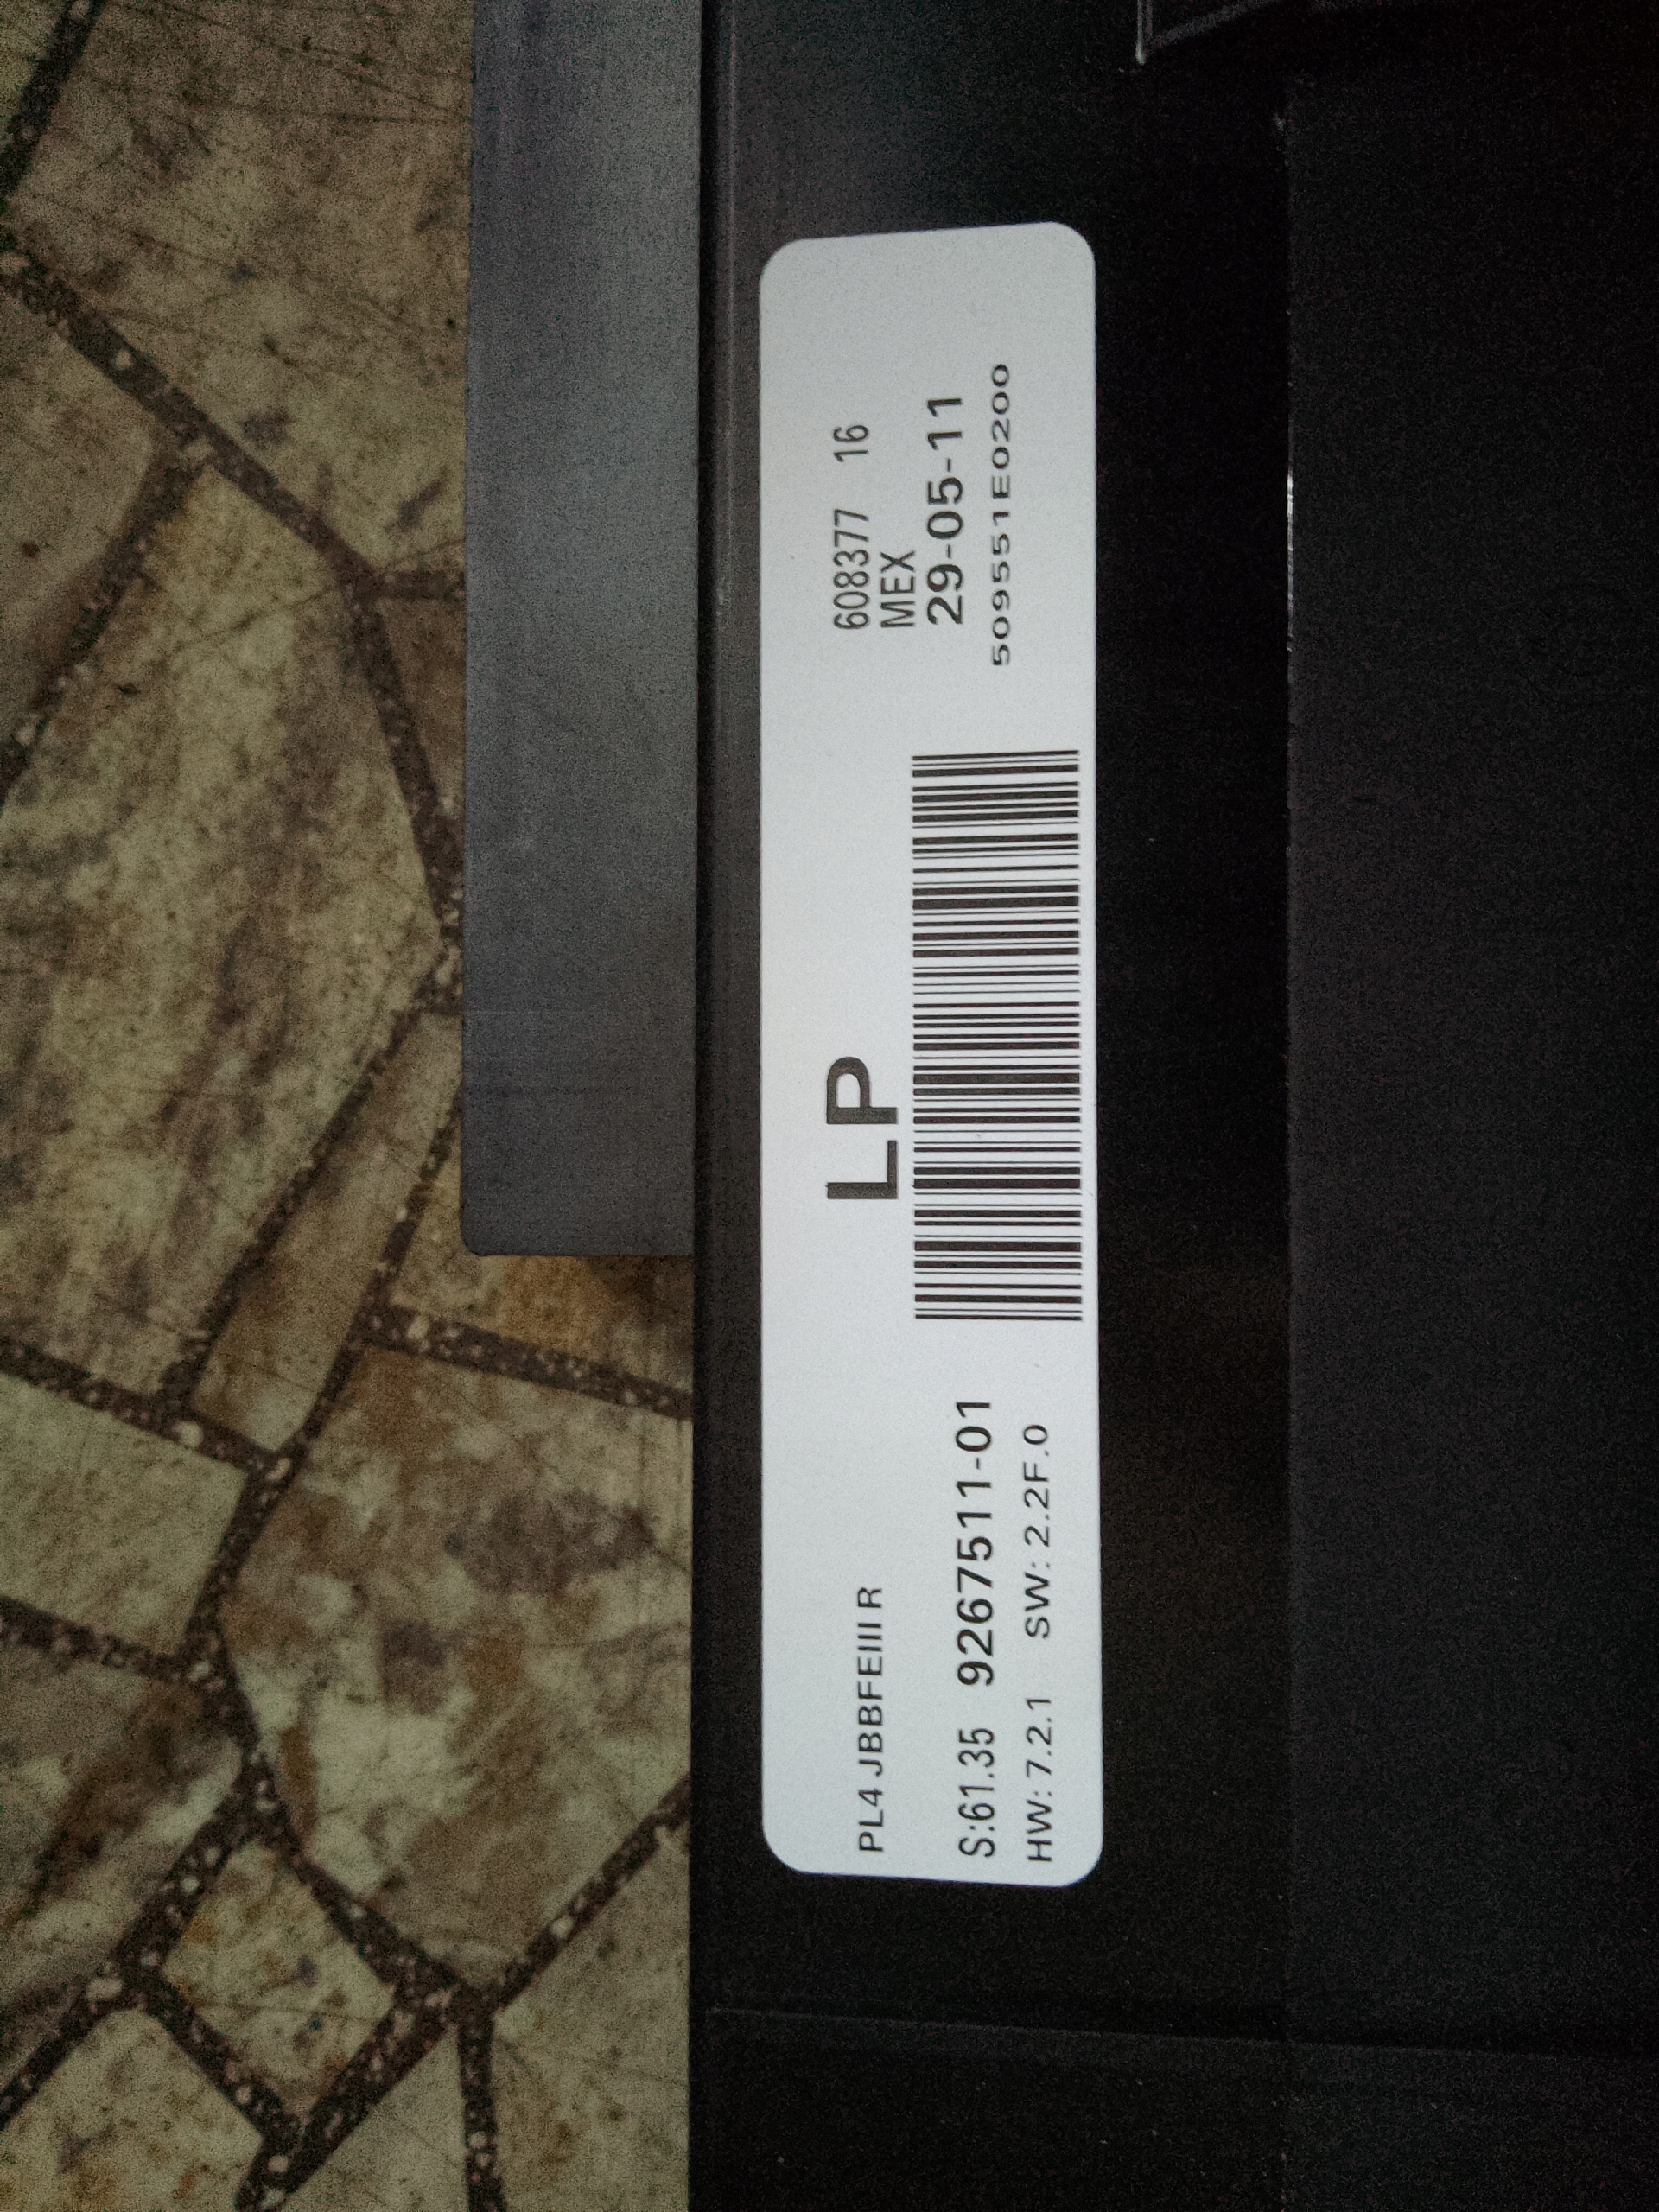 PL4 JBBFEIII R
S:61.35 9267511-01
HW: 7.2.1 SW: 2.2F.0
LP
608377 16
MEX
29-05-11
509551E0200